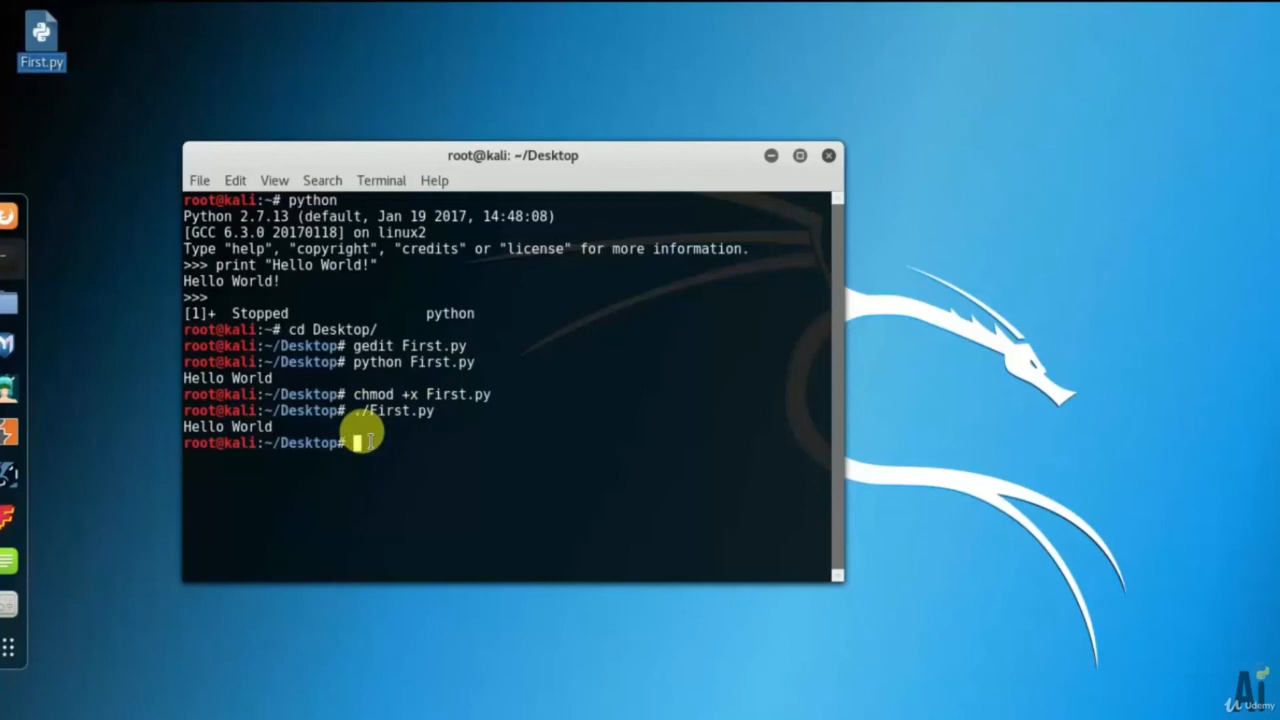 First.py
root@kali: ~/Desktop
File Edit View Search Terminal Help
root@kali:~# python
Python 2.7.13 (default, Jan 19 2017, 14:48:08)
[GCC 6.3.0 20170118] on linux2
Type "help", "copyright", "credits" or "license" for more information.
>>> print "Hello World!"
Hello World!
>>>
[1]+  Stopped                 python
root@kali:~# cd Desktop/
root@kali:~/Desktop# gedit First.py
root@kali:~/Desktop# python First.py
Hello World
root@kali:~/Desktop# chmod +x First.py
root@kali:~/Desktop# ./First.py
Hello World
root@kali:~/Desktop#
Ai
Udemy